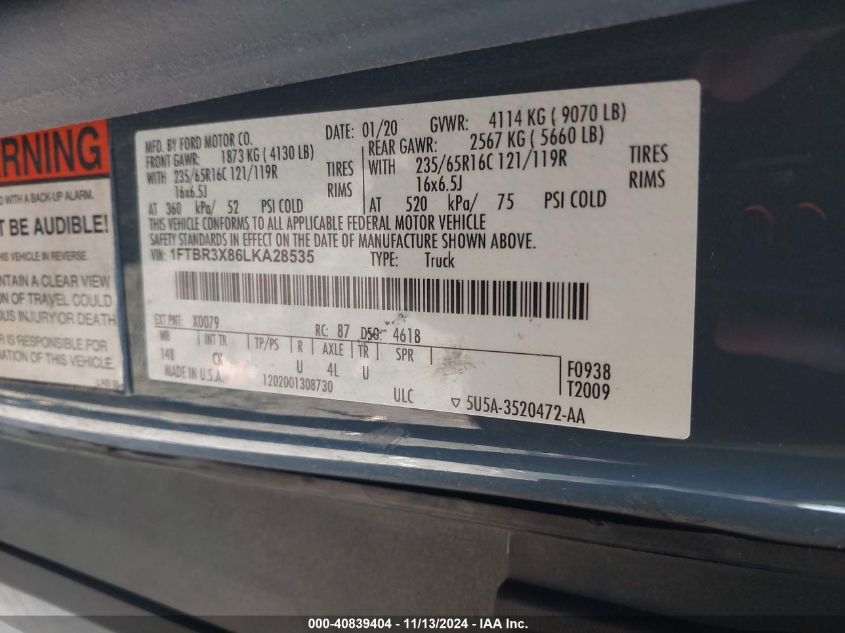 ARNING
D WITH A BACK-UP ALARM.
T BE AUDIBLE!
HIS VEHICLE IN REVERSE.
NTAIN A CLEAR VIEW
ON OF TRAVEL COULD
OUS INJURY OR DEATH
R IS RESPONSIBLE FOR
RATION OF THIS VEHICLE.
MFD. BY FORD MOTOR CO.
DATE: 01/20 GVWR: 4114 KG ( 9070 LB)
FRONT GAWR: 1873 KG ( 4130 LB) REAR GAWR: 2567 KG ( 5660 LB)
WITH 235/65R16C 121/119R TIRES WITH 235/65R16C 121/119R TIRES
16x6.5J RIMS 16x6.5J RIMS
AT 360 kPa/ 52 PSI COLD AT 520 kPa/ 75 PSI COLD
THIS VEHICLE CONFORMS TO ALL APPLICABLE FEDERAL MOTOR VEHICLE
SAFETY STANDARDS IN EFFECT ON THE DATE OF MANUFACTURE SHOWN ABOVE.
VIN: 1FTBR3X86LKA28535 TYPE: Truck
EXT PNT: X0079 RC: 87 DSO: 4618
WB INT TR TP/PS R AXLE TR SPR
148 CK U 4L U F0938
MADE IN U.S.A. 1202001308730 T2009
ULC ▽ 5U5A-3520472-AA
000-40839404 - 11/13/2024 - IAA Inc.